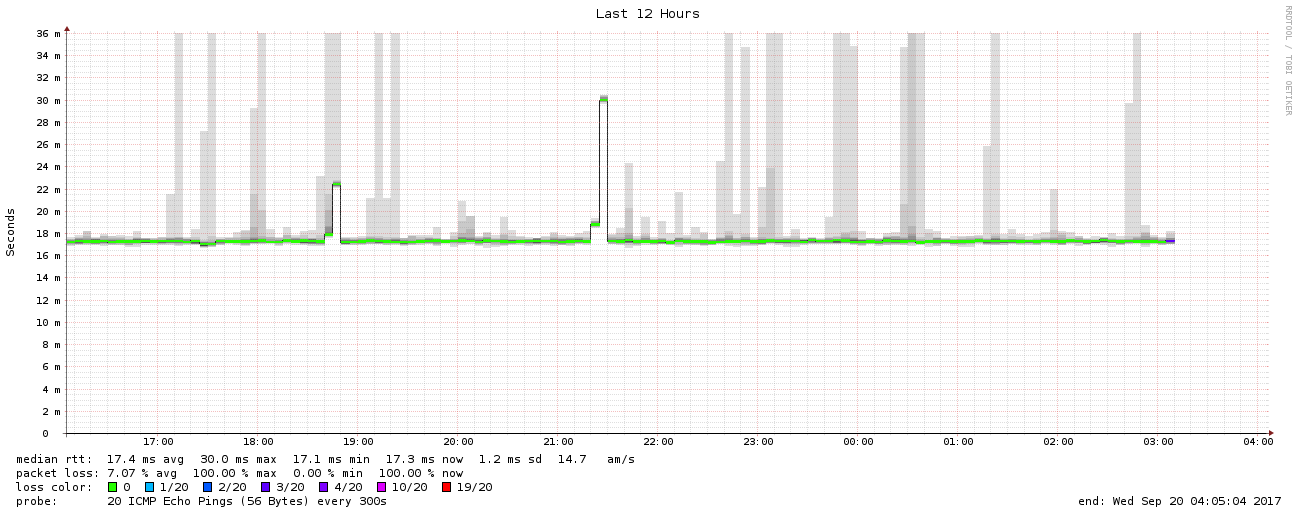 Last 12 Hours
RRDTOOL / TOBI OETIKER
Seconds
36 m
34 m
32 m
30 m
28 m
26 m
24 m
22 m
20 m
18 m
16 m
14 m
12 m
10 m
8 m
6 m
4 m
2 m
0
17:00 18:00 19:00 20:00 21:00 22:00 23:00 00:00 01:00 02:00 03:00 04:00
median rtt: 17.4 ms avg 30.0 ms max 17.1 ms min 17.3 ms now 1.2 ms sd 14.7 am/s
packet loss: 7.07 % avg 100.00 % max 0.00 % min 100.00 % now
loss color: 0 1/20 2/20 3/20 4/20 10/20 19/20
probe: 20 ICMP Echo Pings (56 Bytes) every 300s end: Wed Sep 20 04:05:04 2017